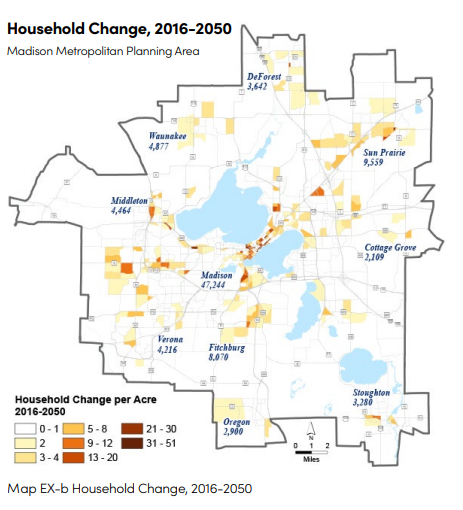 Household Change, 2016-2050
Madison Metropolitan Planning Area
DeForest
3,642
Waunakee
4,877
Sun Prairie
9,559
Middleton
4,464
Cottage Grove
2,109
Madison
47,244
Verona
4,216
Fitchburg
8,070
Stoughton
3,280
Oregon
2,900
Household Change per Acre
2016-2050
0 - 1
5 - 8
21 - 30
2
9 - 12
31 - 51
3 - 4
13 - 20
N
0 1 2
Miles
Map EX-b Household Change, 2016-2050